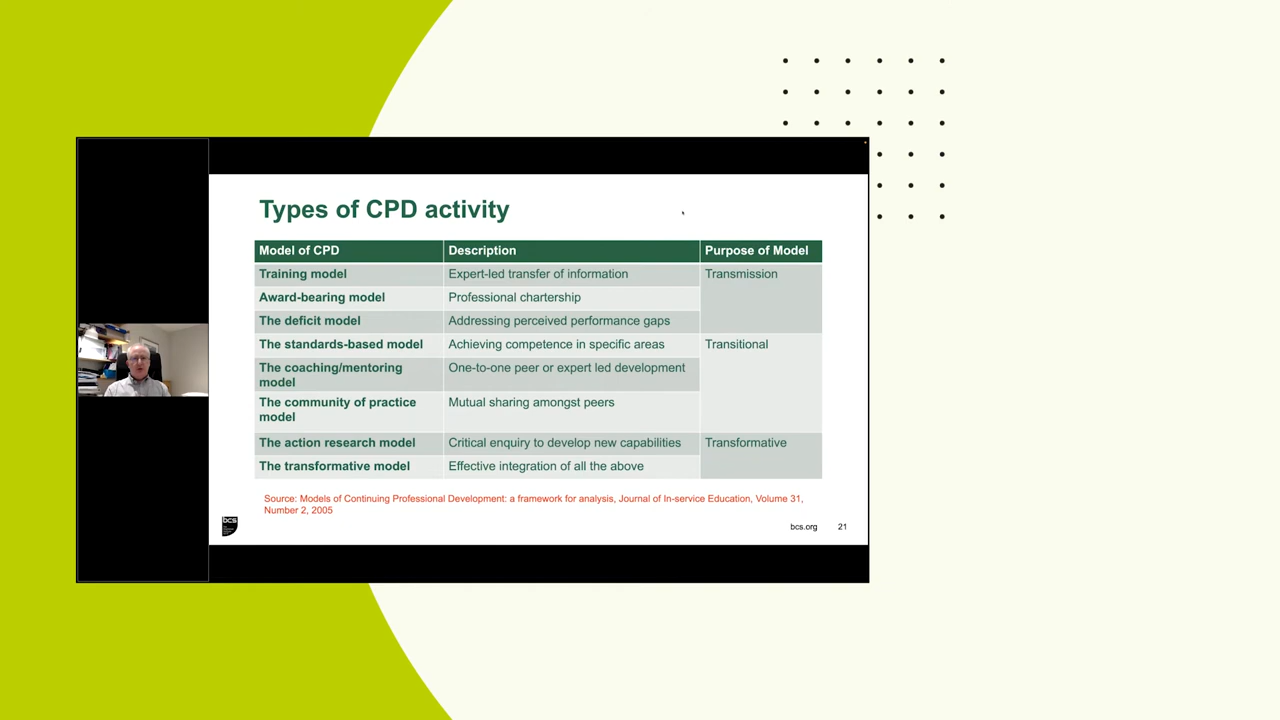 Types of CPD activity
Model of CPD Description Purpose of Model
Training model Expert-led transfer of information Transmission
Award-bearing model Professional chartership
The deficit model Addressing perceived performance gaps
The standards-based model Achieving competence in specific areas Transitional
The coaching/mentoring One-to-one peer or expert led development
model
The community of practice Mutual sharing amongst peers
model
The action research model Critical enquiry to develop new capabilities Transformative
The transformative model Effective integration of all the above
Source: Models of Continuing Professional Development: a framework for analysis, Journal of In-service Education, Volume 31,
Number 2, 2005
bcs
bcs.org 21